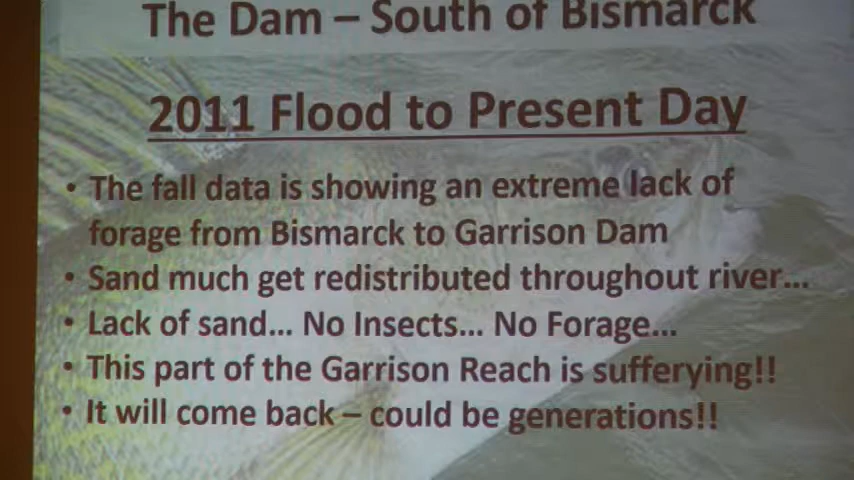 The Dam – South of Bismarck
2011 Flood to Present Day
• The fall data is showing an extreme lack of
forage from Bismarck to Garrison Dam
• Sand much get redistributed throughout river...
• Lack of sand... No Insects... No Forage...
• This part of the Garrison Reach is sufferying!!
• It will come back – could be generations!!